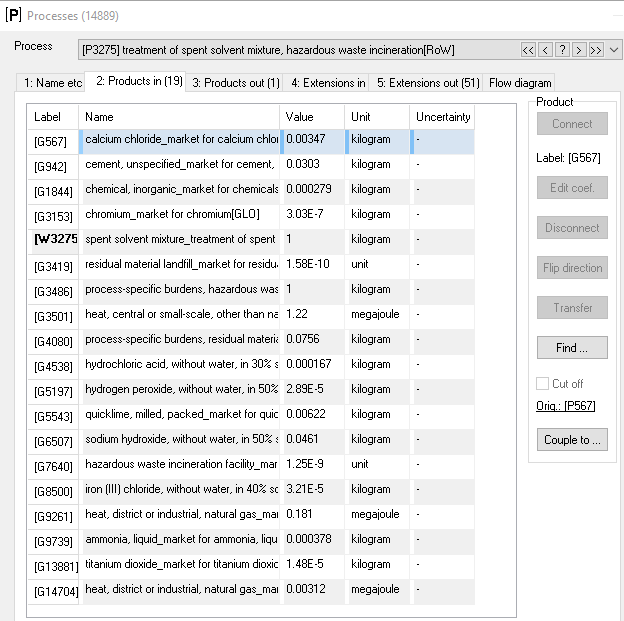 [P] Processes (14889)
Process [P3275] treatment of spent solvent mixture, hazardous waste incineration[RoW] << < ? > >>
1: Name etc 2: Products in (19) 3: Products out (1) 4: Extensions in 5: Extensions out (51) Flow diagram
Label Name Value Unit Uncertainty
[G567] calcium chloride_market for calcium chlor 0.00347 kilogram -
[G942] cement, unspecified_market for cement, 0.0303 kilogram -
[G1844] chemical, inorganic_market for chemicals 0.000279 kilogram -
[G3153] chromium_market for chromium[GLO] 3.03E-7 kilogram -
[W3275 spent solvent mixture_treatment of spent 1 kilogram -
[G3419] residual material landfill_market for residu 1.58E-10 unit -
[G3486] process-specific burdens, hazardous was 1 kilogram -
[G3501] heat, central or small-scale, other than na 1.22 megajoule -
[G4080] process-specific burdens, residual materia 0.0756 kilogram -
[G4538] hydrochloric acid, without water, in 30% s 0.000167 kilogram -
[G5197] hydrogen peroxide, without water, in 50% 2.89E-5 kilogram -
[G5543] quicklime, milled, packed_market for quic 0.00622 kilogram -
[G6507] sodium hydroxide, without water, in 50% s 0.0461 kilogram -
[G7640] hazardous waste incineration facility_mar 1.25E-9 unit -
[G8500] iron (III) chloride, without water, in 40% so 3.21E-5 kilogram -
[G9261] heat, district or industrial, natural gas_mar 0.181 megajoule -
[G9739] ammonia, liquid_market for ammonia, liqu 0.000378 kilogram -
[G13881] titanium dioxide_market for titanium dioxid 1.48E-5 kilogram -
[G14704] heat, district or industrial, natural gas_mar 0.00312 megajoule -
Product
Connect
Label: [G567]
Edit coef.
Disconnect
Flip direction
Transfer
Find ...
Cut off
Orig.: [P567]
Couple to ...